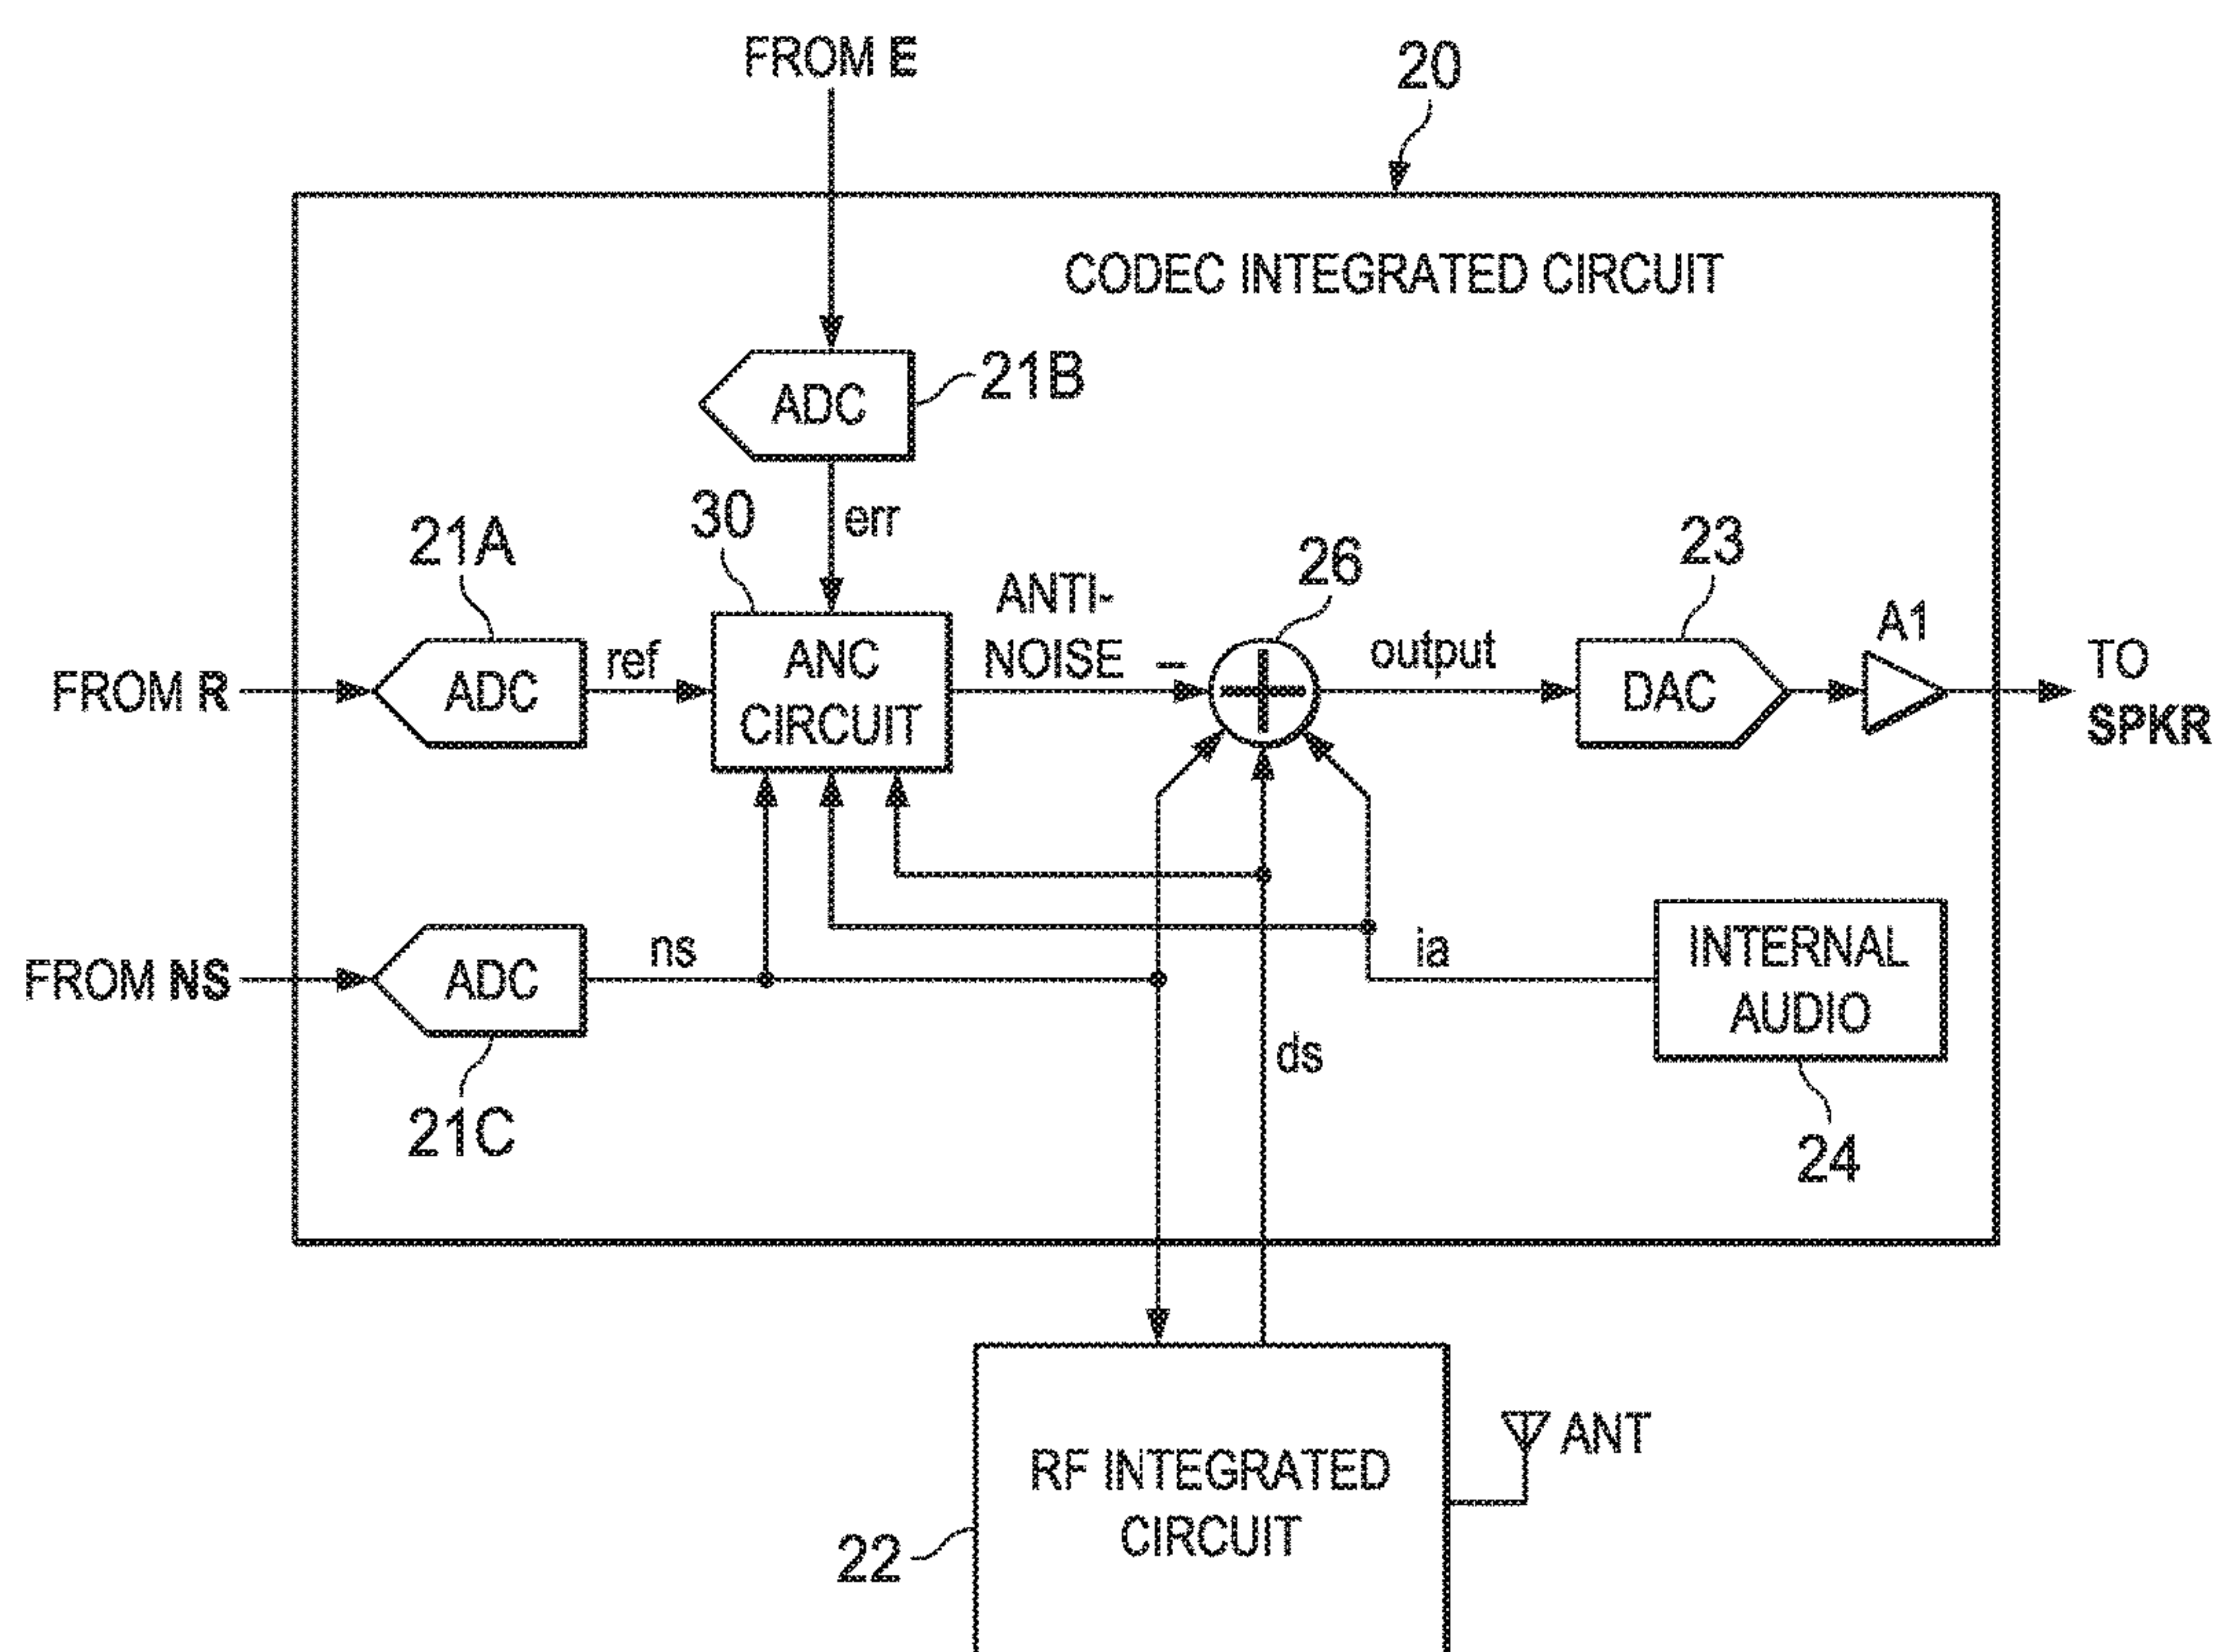 FROM E
20
CODEC INTEGRATED CIRCUIT
ADC
21B
err
30
21A
ANTI-
NOISE
26
23
A1
FROM R
ADC
ref
ANC
CIRCUIT
–
output
DAC
TO
SPKR
FROM NS
ADC
ns
ia
INTERNAL
AUDIO
ds
21C
24
RF INTEGRATED
CIRCUIT
ANT
22